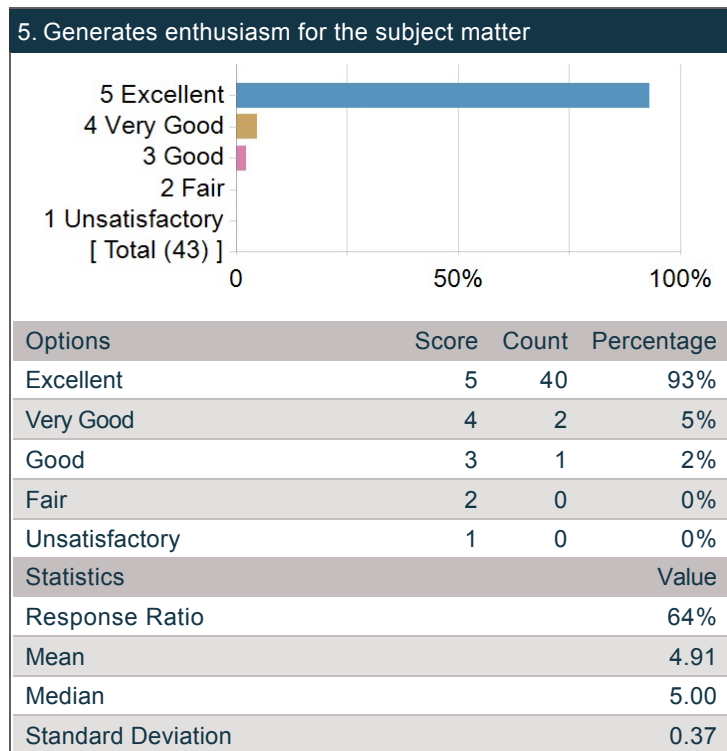 5. Generates enthusiasm for the subject matter
5 Excellent
4 Very Good
3 Good
2 Fair
1 Unsatisfactory
[ Total (43) ]
0 50% 100%
Options Score Count Percentage
Excellent 5 40 93%
Very Good 4 2 5%
Good 3 1 2%
Fair 2 0 0%
Unsatisfactory 1 0 0%
Statistics Value
Response Ratio 64%
Mean 4.91
Median 5.00
Standard Deviation 0.37